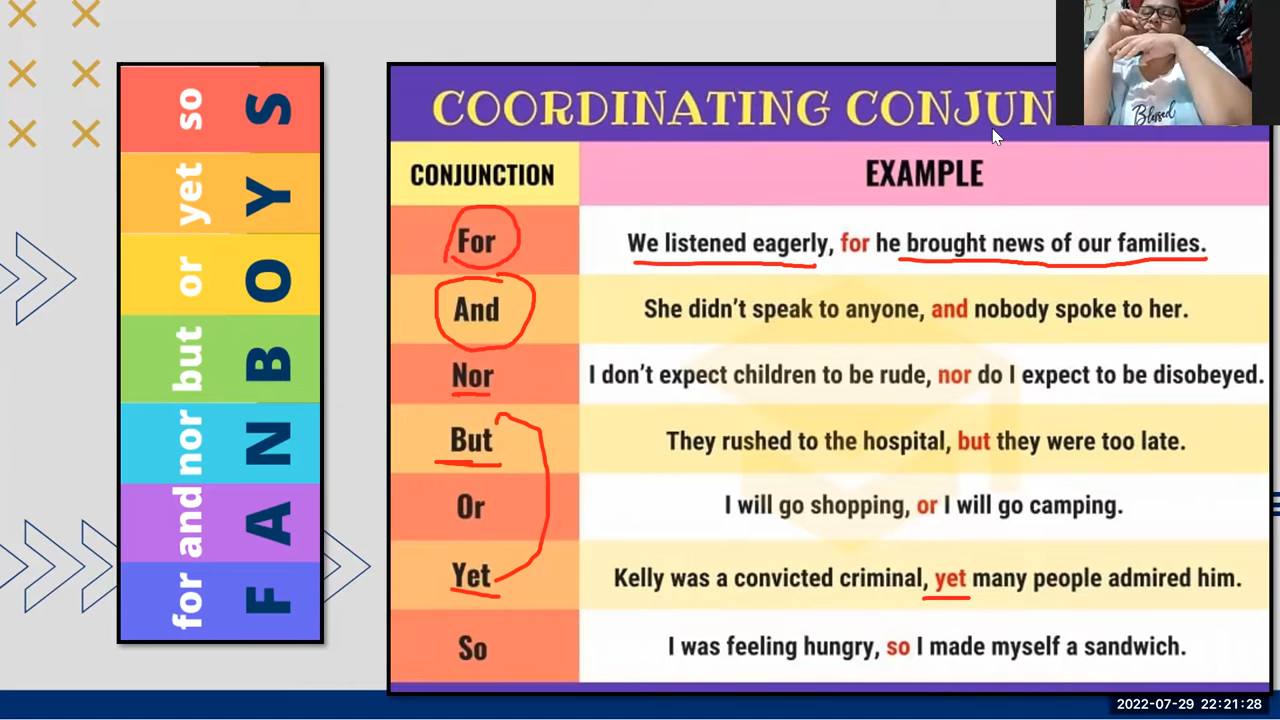 so S
yet Y
or O
but B
nor N
and A
for F
COORDINATING CONJUN
CONJUNCTION EXAMPLE
For We listened eagerly, for he brought news of our families.
And She didn't speak to anyone, and nobody spoke to her.
Nor I don't expect children to be rude, nor do I expect to be disobeyed.
But They rushed to the hospital, but they were too late.
Or I will go shopping, or I will go camping.
Yet Kelly was a convicted criminal, yet many people admired him.
So I was feeling hungry, so I made myself a sandwich.
Blessed
2022-07-29 22:21:28